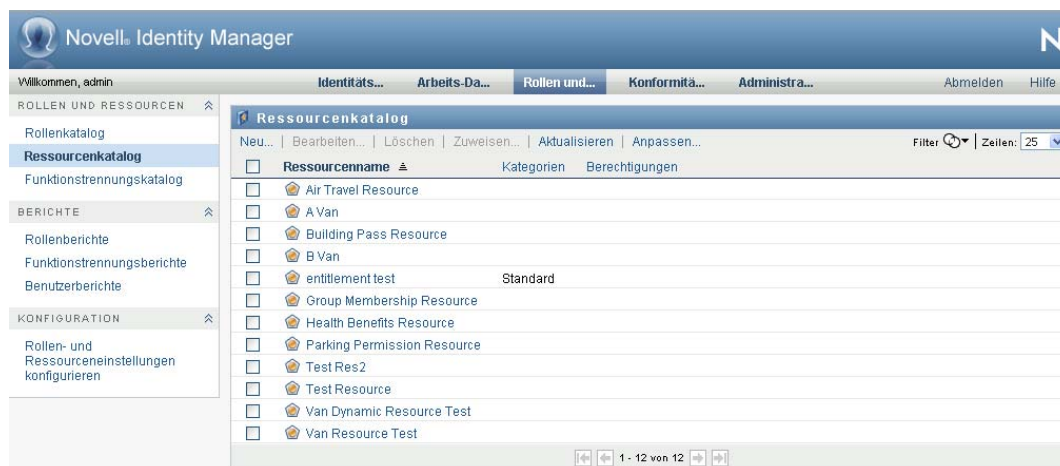 Novell® Identity Manager
N
Willkommen, admin
Identitäts... Arbeits-Da... Rollen und... Konformitä... Administra... Abmelden Hilfe
ROLLEN UND RESSOURCEN
Rollenkatalog
Ressourcenkatalog
Funktionstrennungskatalog
BERICHTE
Rollenberichte
Funktionstrennungsberichte
Benutzerberichte
KONFIGURATION
Rollen- und
Ressourceneinstellungen
konfigurieren
Ressourcenkatalog
Neu... | Bearbeiten... | Löschen | Zuweisen... | Aktualisieren | Anpassen... Filter | Zeilen: 25
Ressourcenname Kategorien Berechtigungen
Air Travel Resource
A Van
Building Pass Resource
B Van
entitlement test Standard
Group Membership Resource
Health Benefits Resource
Parking Permission Resource
Test Res2
Test Resource
Van Dynamic Resource Test
Van Resource Test
1 - 12 von 12